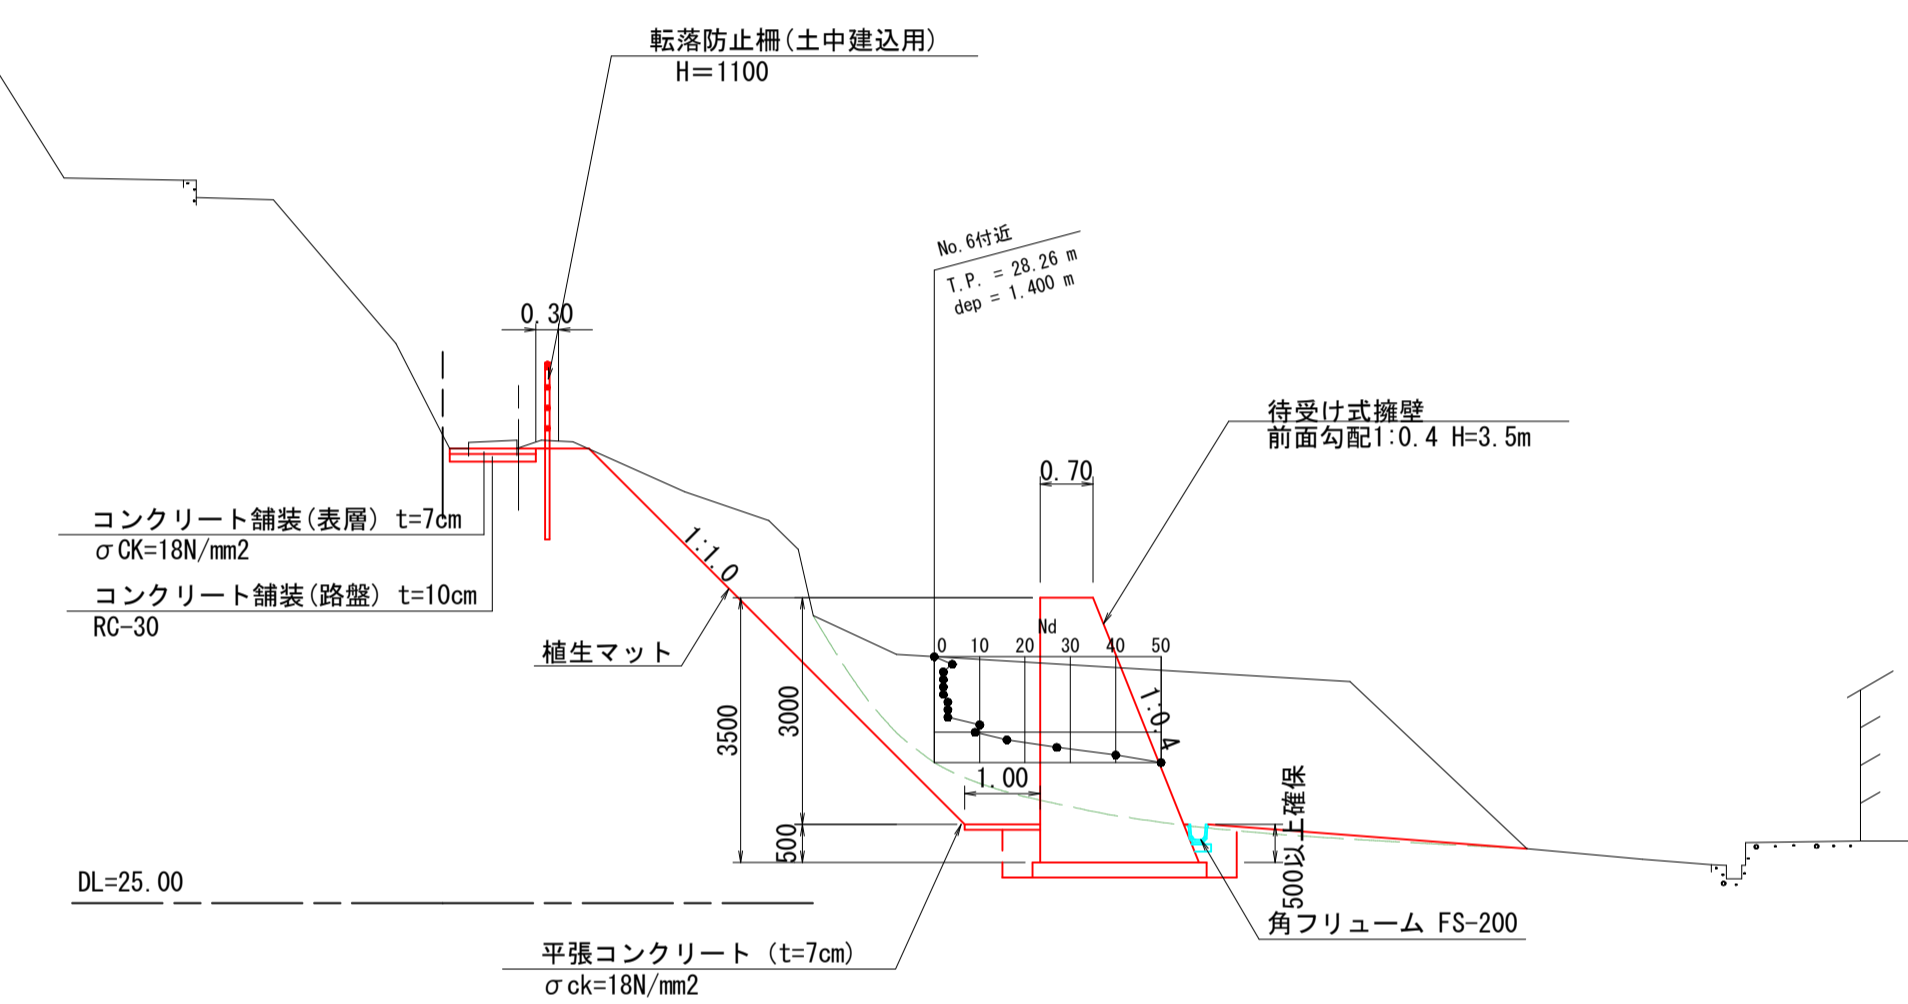 転落防止柵(土中建込用)
H=1100
No.6付近
T.P. = 28.26 m
dep = 1.400 m
0.30
待受け式擁壁
前面勾配1:0.4 H=3.5m
0.70
コンクリート舗装(表層) t=7cm
σCK=18N/mm2
1:1.0
コンクリート舗装(路盤) t=10cm
RC-30
植生マット
Nd
0 10 20 30 40 50
3500
3000
1:0.4
1.00
500
500以上確保
DL=25.00
角フリューム FS-200
平張コンクリート (t=7cm)
σck=18N/mm2